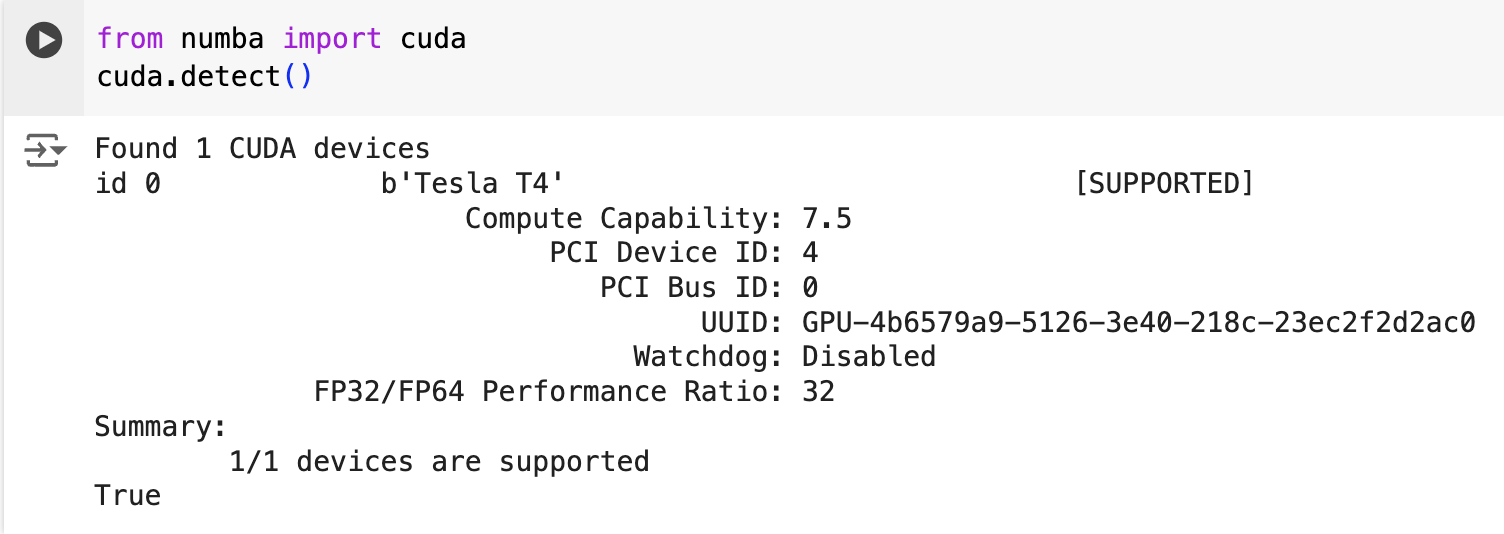 from numba import cuda
cuda.detect()
Found 1 CUDA devices
id 0 b'Tesla T4' [SUPPORTED]
Compute Capability: 7.5
PCI Device ID: 4
PCI Bus ID: 0
UUID: GPU-4b6579a9-5126-3e40-218c-23ec2f2d2ac0
Watchdog: Disabled
FP32/FP64 Performance Ratio: 32
Summary:
1/1 devices are supported
True